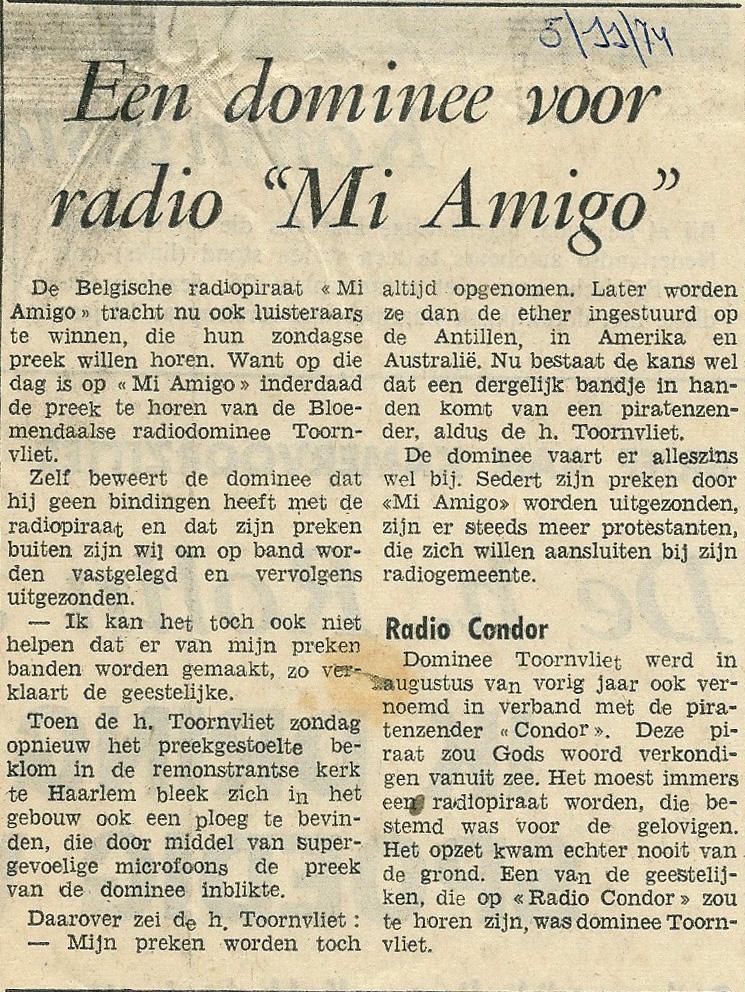 5/11/74
Een dominee voor
radio “Mi Amigo”
De Belgische radiopiraat « Mi
Amigo » tracht nu ook luisteraars
te winnen, die hun zondagse
preek willen horen. Want op die
dag is op « Mi Amigo » inderdaad
de preek te horen van de Bloe-
mendaalse radiodominee Toorn-
vliet.
Zelf beweert de dominee dat
hij geen bindingen heeft met de
radiopiraat en dat zijn preken
buiten zijn wil om op band wor-
den vastgelegd en vervolgens
uitgezonden.
— Ik kan het toch ook niet
helpen dat er van mijn preken
banden worden gemaakt, zo ver-
klaart de geestelijke.
Toen de h. Toornvliet zondag
opnieuw het preekgestoelte be-
klom in de remonstrantse kerk
te Haarlem bleek zich in het
gebouw ook een ploeg te bevin-
den, die door middel van super-
gevoelige microfoons de preek
van de dominee inblikte.
Daarover zei de h. Toornvliet :
— Mijn preken worden toch
altijd opgenomen. Later worden
ze dan de ether ingestuurd op
de Antillen, in Amerika en
Australië. Nu bestaat de kans wel
dat een dergelijk bandje in han-
den komt van een piratenzen-
der, aldus de h. Toornvliet.
De dominee vaart er alleszins
wel bij. Sedert zijn preken door
«Mi Amigo» worden uitgezonden,
zijn er steeds meer protestanten,
die zich willen aansluiten bij zijn
radiogemeente.
Radio Condor
Dominee Toornvliet werd in
augustus van vorig jaar ook ver-
noemd in verband met de pira-
tenzender « Condor ». Deze pi-
raat zou Gods woord verkondi-
gen vanuit zee. Het moest immers
een radiopiraat worden, die be-
stemd was voor de gelovigen.
Het opzet kwam echter nooit van
de grond. Een van de geestelij-
ken, die op « Radio Condor » zou
te horen zijn, was dominee Toorn-
vliet.